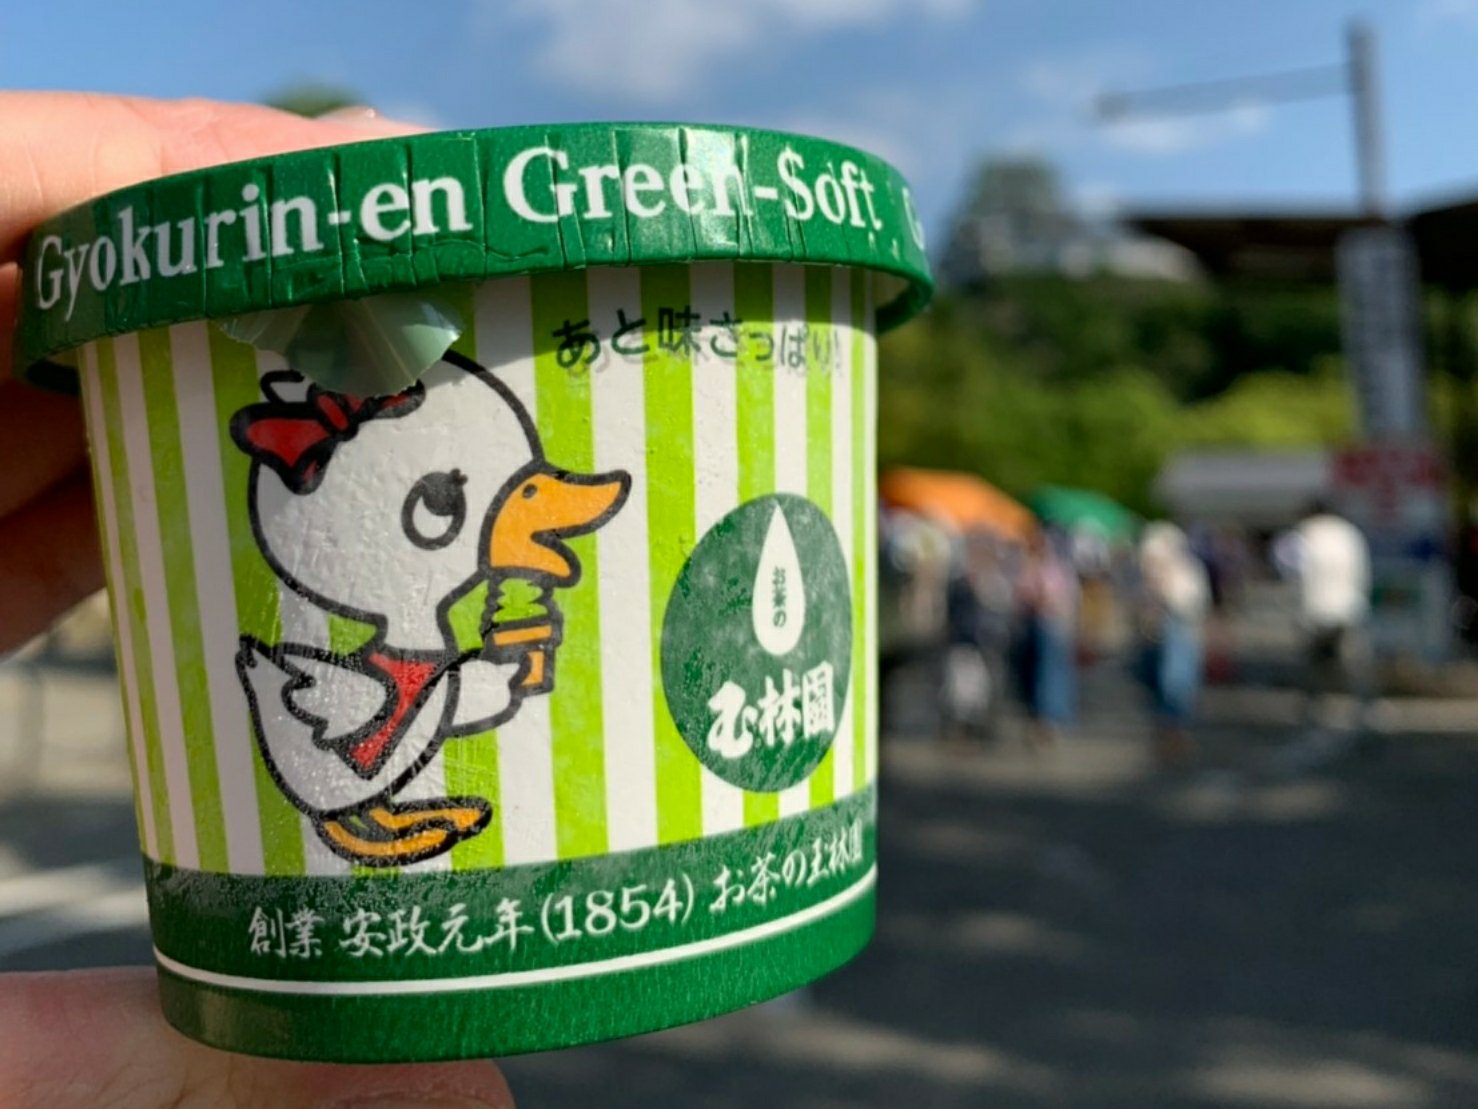 Gyokurin-en Green-Soft G
あと味さっぱり!
お茶の
玉林園
創業 安政元年(1854) お茶の玉林園